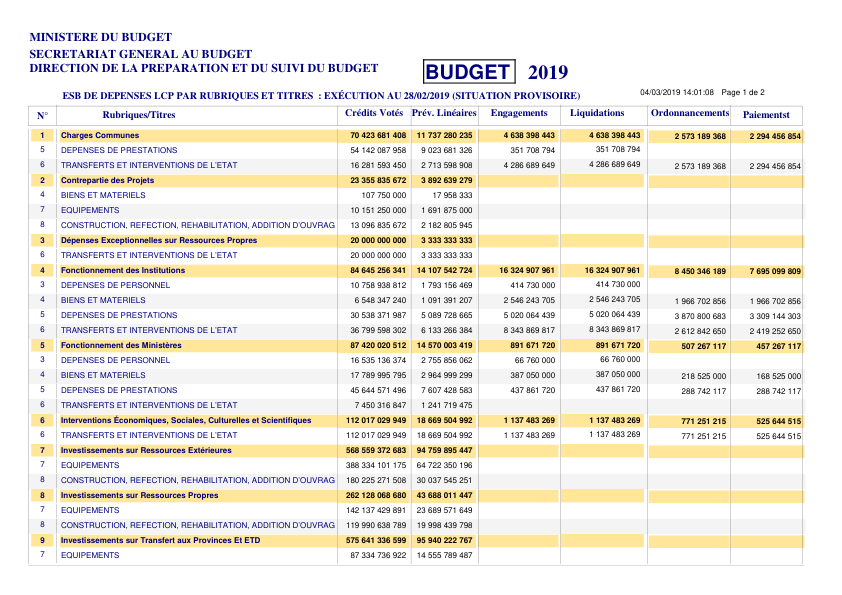 MINISTERE DU BUDGET
SECRETARIAT GENERAL AU BUDGET
DIRECTION DE LA PREPARATION ET DU SUIVI DU BUDGET
BUDGET 2019
ESB DE DEPENSES LCP PAR RUBRIQUES ET TITRES : EXÉCUTION AU 28/02/2019 (SITUATION PROVISOIRE) 04/03/2019 14:01:08 Page 1 de 2
N° Rubriques/Titres Crédits Votés Prév. Linéaires Engagements Liquidations Ordonnancements Paiementst
1 Charges Communes 70 423 681 408 11 737 280 235 4 638 398 443 4 638 398 443 2 573 189 368 2 294 456 854
5 DEPENSES DE PRESTATIONS 54 142 087 958 9 023 681 326 351 708 794 351 708 794
6 TRANSFERTS ET INTERVENTIONS DE L'ETAT 16 281 593 450 2 713 598 908 4 286 689 649 4 286 689 649 2 573 189 368 2 294 456 854
2 Contrepartie des Projets 23 355 835 672 3 892 639 279
4 BIENS ET MATERIELS 107 750 000 17 958 333
7 EQUIPEMENTS 10 151 250 000 1 691 875 000
8 CONSTRUCTION, REFECTION, REHABILITATION, ADDITION D'OUVRAG 13 096 835 672 2 182 805 945
3 Dépenses Exceptionnelles sur Ressources Propres 20 000 000 000 3 333 333 333
6 TRANSFERTS ET INTERVENTIONS DE L'ETAT 20 000 000 000 3 333 333 333
4 Fonctionnement des Institutions 84 645 256 341 14 107 542 724 16 324 907 961 16 324 907 961 8 450 346 189 7 695 099 809
3 DEPENSES DE PERSONNEL 10 758 938 812 1 793 156 469 414 730 000 414 730 000
4 BIENS ET MATERIELS 6 548 347 240 1 091 391 207 2 546 243 705 2 546 243 705 1 966 702 856 1 966 702 856
5 DEPENSES DE PRESTATIONS 30 538 371 987 5 089 728 665 5 020 064 439 5 020 064 439 3 870 800 683 3 309 144 303
6 TRANSFERTS ET INTERVENTIONS DE L'ETAT 36 799 598 302 6 133 266 384 8 343 869 817 8 343 869 817 2 612 842 650 2 419 252 650
5 Fonctionnement des Ministères 87 420 020 512 14 570 003 419 891 671 720 891 671 720 507 267 117 457 267 117
3 DEPENSES DE PERSONNEL 16 535 136 374 2 755 856 062 66 760 000 66 760 000
4 BIENS ET MATERIELS 17 789 995 795 2 964 999 299 387 050 000 387 050 000 218 525 000 168 525 000
5 DEPENSES DE PRESTATIONS 45 644 571 496 7 607 428 583 437 861 720 437 861 720 288 742 117 288 742 117
6 TRANSFERTS ET INTERVENTIONS DE L'ETAT 7 450 316 847 1 241 719 475
6 Interventions Économiques, Sociales, Culturelles et Scientifiques 112 017 029 949 18 669 504 992 1 137 483 269 1 137 483 269 771 251 215 525 644 515
6 TRANSFERTS ET INTERVENTIONS DE L'ETAT 112 017 029 949 18 669 504 992 1 137 483 269 1 137 483 269 771 251 215 525 644 515
7 Investissements sur Ressources Extérieures 568 559 372 683 94 759 895 447
7 EQUIPEMENTS 388 334 101 175 64 722 350 196
8 CONSTRUCTION, REFECTION, REHABILITATION, ADDITION D'OUVRAG 180 225 271 508 30 037 545 251
8 Investissements sur Ressources Propres 262 128 068 680 43 688 011 447
7 EQUIPEMENTS 142 137 429 891 23 689 571 649
8 CONSTRUCTION, REFECTION, REHABILITATION, ADDITION D'OUVRAG 119 990 638 789 19 998 439 798
9 Investissements sur Transfert aux Provinces Et ETD 575 641 336 599 95 940 222 767
7 EQUIPEMENTS 87 334 736 922 14 555 789 487